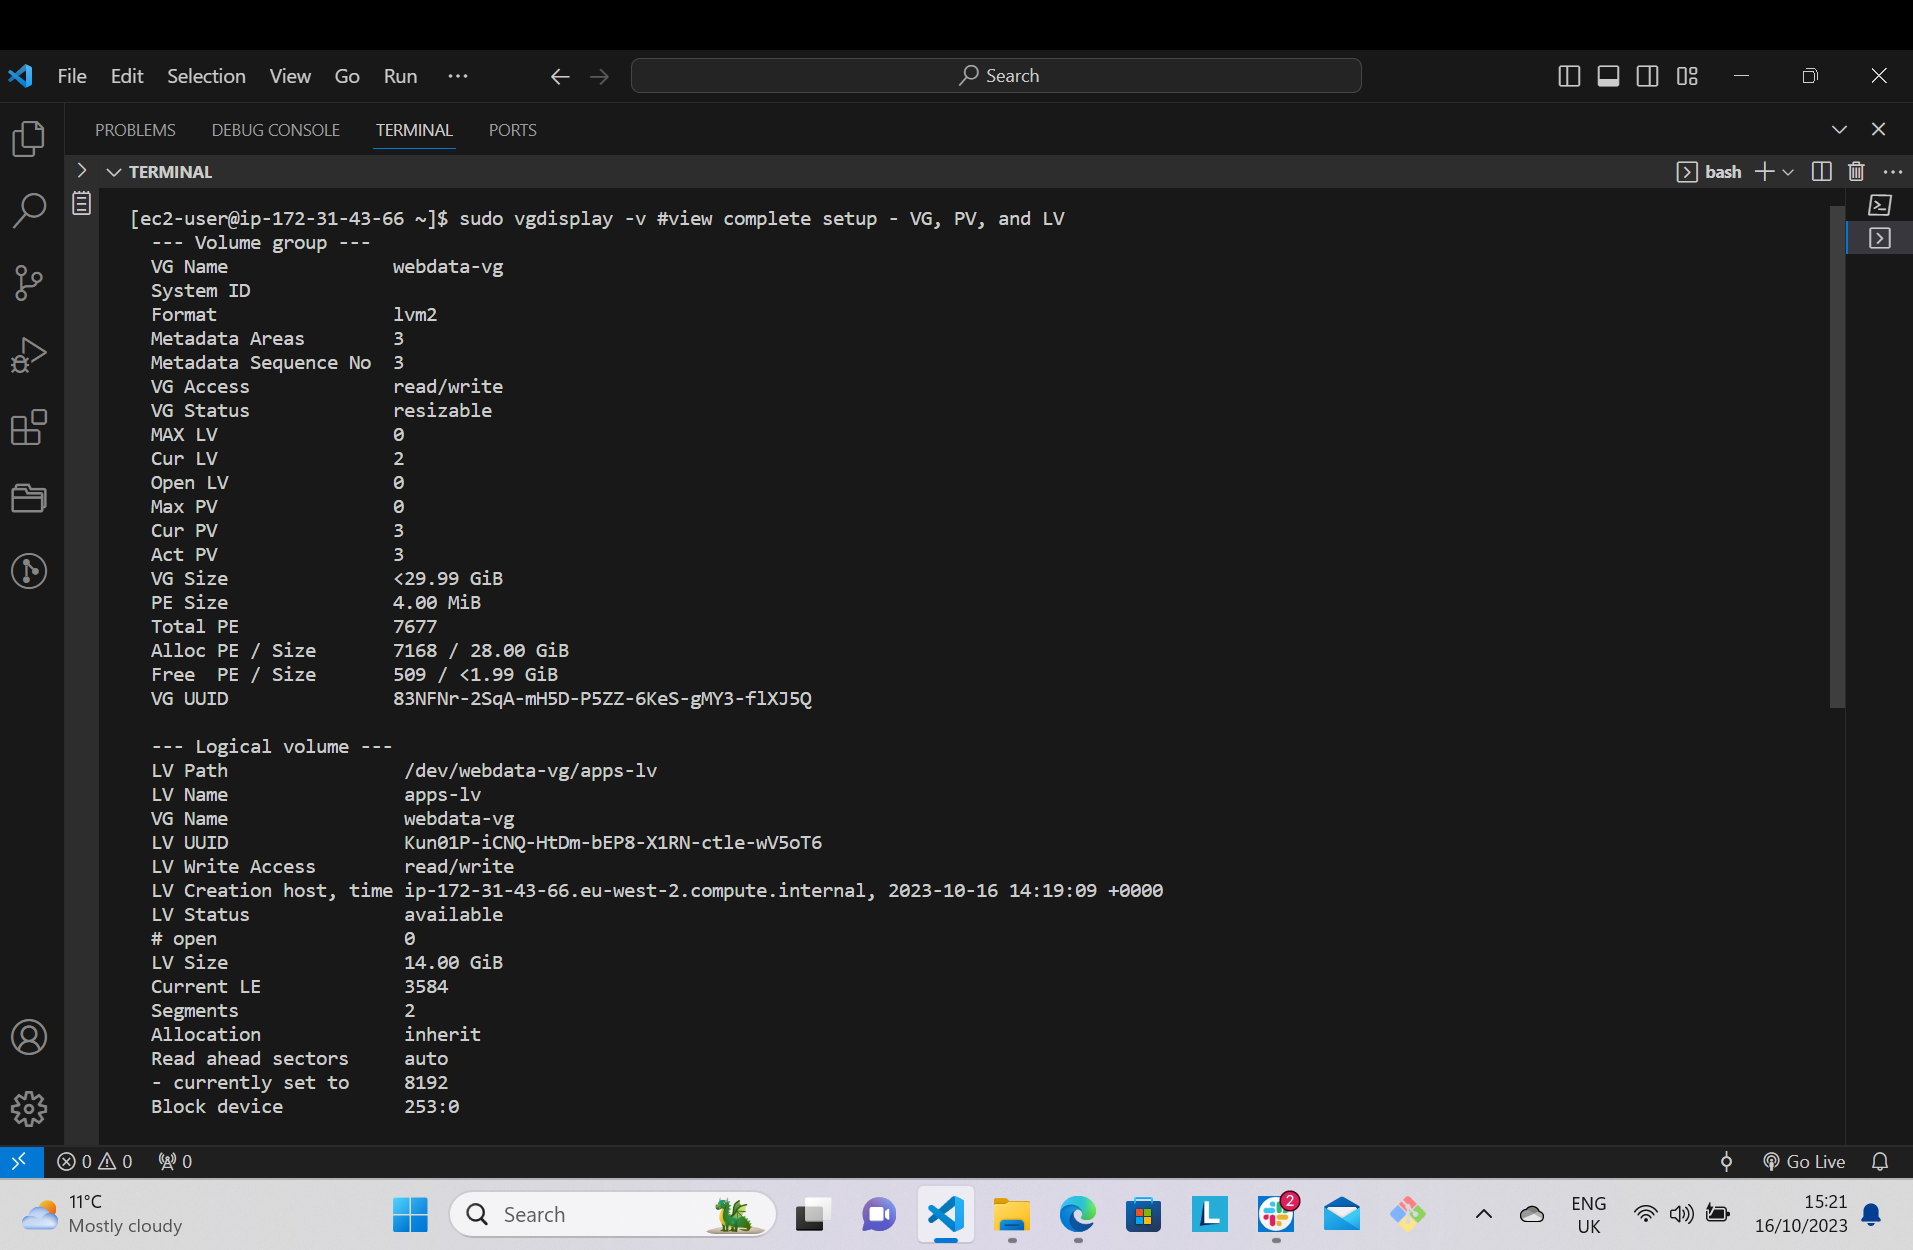 File Edit Selection View Go Run ···
Search
PROBLEMS DEBUG CONSOLE TERMINAL PORTS
TERMINAL
bash
[ec2-user@ip-172-31-43-66 ~]$ sudo vgdisplay -v #view complete setup - VG, PV, and LV
--- Volume group ---
VG Name webdata-vg
System ID
Format lvm2
Metadata Areas 3
Metadata Sequence No 3
VG Access read/write
VG Status resizable
MAX LV 0
Cur LV 2
Open LV 0
Max PV 0
Cur PV 3
Act PV 3
VG Size <29.99 GiB
PE Size 4.00 MiB
Total PE 7677
Alloc PE / Size 7168 / 28.00 GiB
Free  PE / Size 509 / <1.99 GiB
VG UUID 83NFNr-2SqA-mH5D-P5ZZ-6KeS-gMY3-flXJ5Q
--- Logical volume ---
LV Path /dev/webdata-vg/apps-lv
LV Name apps-lv
VG Name webdata-vg
LV UUID Kun01P-iCNQ-HtDm-bEP8-X1RN-ctle-wV5oT6
LV Write Access read/write
LV Creation host, time ip-172-31-43-66.eu-west-2.compute.internal, 2023-10-16 14:19:09 +0000
LV Status available
# open 0
LV Size 14.00 GiB
Current LE 3584
Segments 2
Allocation inherit
Read ahead sectors auto
- currently set to 8192
Block device 253:0
0 0 0
Go Live
11°C
Mostly cloudy
Search
L
2
ENG
UK
15:21
16/10/2023